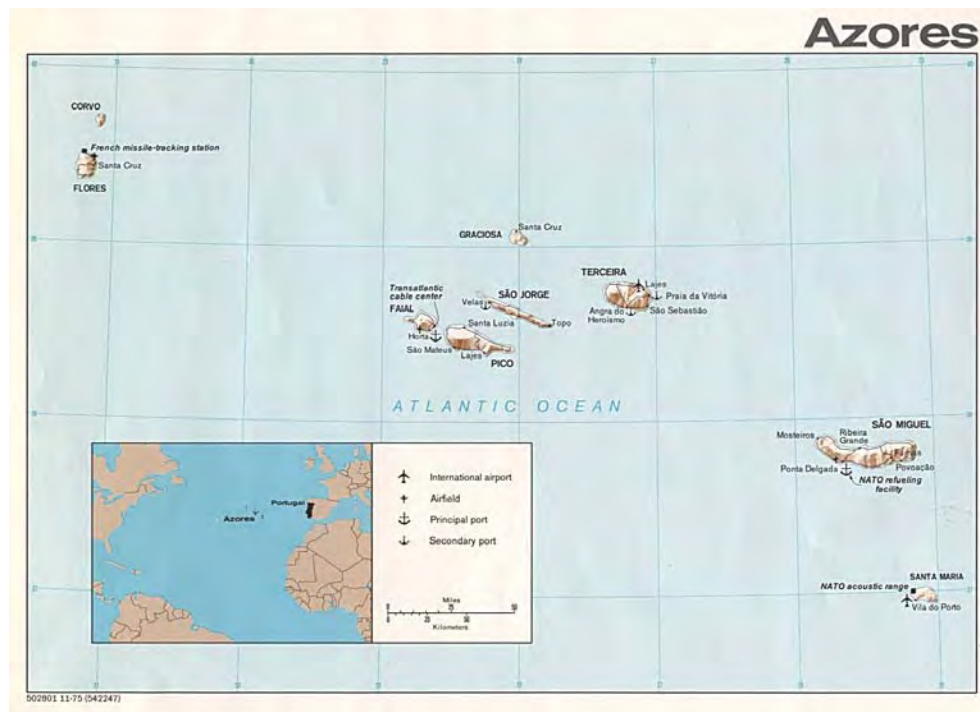 Azores
CORVO
French missile-tracking station
Santa Cruz
FLORES
GRACIOSA
Santa Cruz
TERCEIRA
Lajes
Praia da Vitória
Angra do
Heroísmo
São Sebastião
Transatlantic
cable center
FAIAL
Horta
SÃO JORGE
Velas
Topo
Santa Luzia
São Mateus
Lajes
PICO
ATLANTIC OCEAN
SÃO MIGUEL
Mosteiros
Ribeira
Grande
Ponta Delgada
Povoação
NATO refueling
facility
SANTA MARIA
NATO acoustic range
Vila do Porto
Portugal
Azores
International airport
Airfield
Principal port
Secondary port
Miles
Kilometers
502801 11-75 (542247)